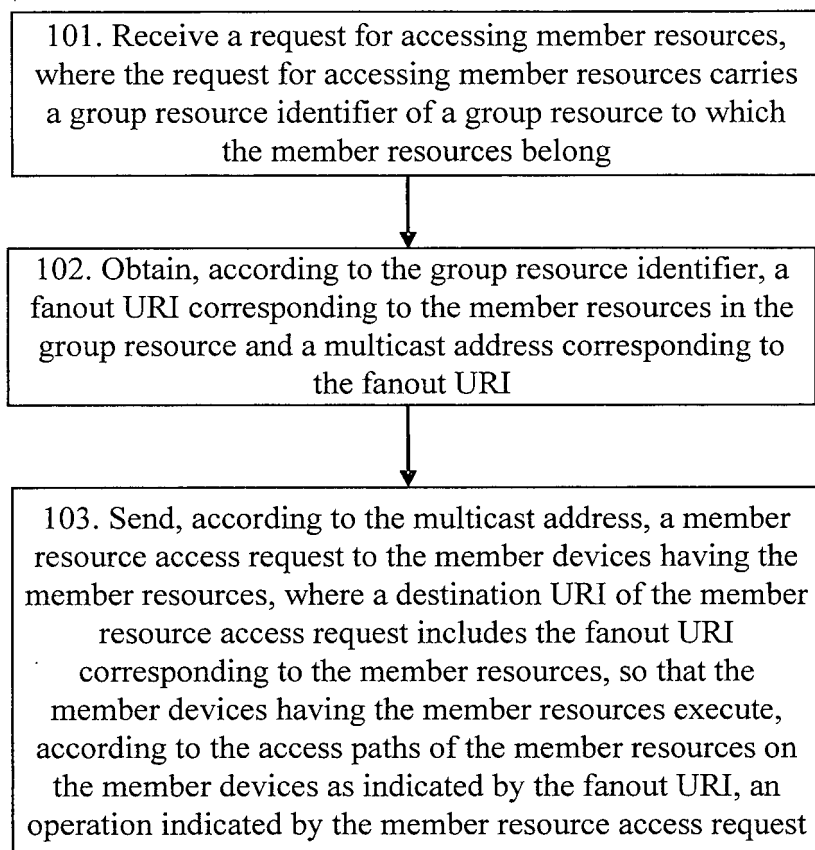 101. Receive a request for accessing member resources,
where the request for accessing member resources carries
a group resource identifier of a group resource to which
the member resources belong
102. Obtain, according to the group resource identifier, a
fanout URI corresponding to the member resources in the
group resource and a multicast address corresponding to
the fanout URI
103. Send, according to the multicast address, a member
resource access request to the member devices having the
member resources, where a destination URI of the member
resource access request includes the fanout URI
corresponding to the member resources, so that the
member devices having the member resources execute,
according to the access paths of the member resources on
the member devices as indicated by the fanout URI, an
operation indicated by the member resource access request